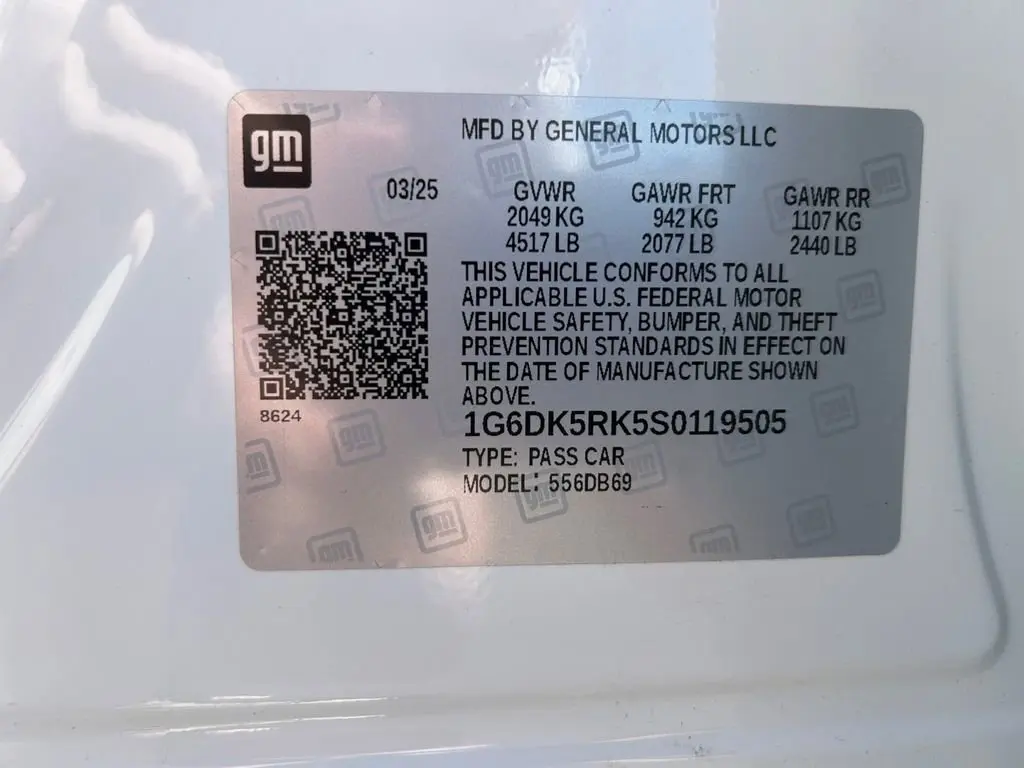 gm
MFD BY GENERAL MOTORS LLC
03/25
GVWR GAWR FRT GAWR RR
2049 KG 942 KG 1107 KG
4517 LB 2077 LB 2440 LB
THIS VEHICLE CONFORMS TO ALL
APPLICABLE U.S. FEDERAL MOTOR
VEHICLE SAFETY, BUMPER, AND THEFT
PREVENTION STANDARDS IN EFFECT ON
THE DATE OF MANUFACTURE SHOWN
ABOVE.
8624
1G6DK5RK5S0119505
TYPE: PASS CAR
MODEL: 556DB69